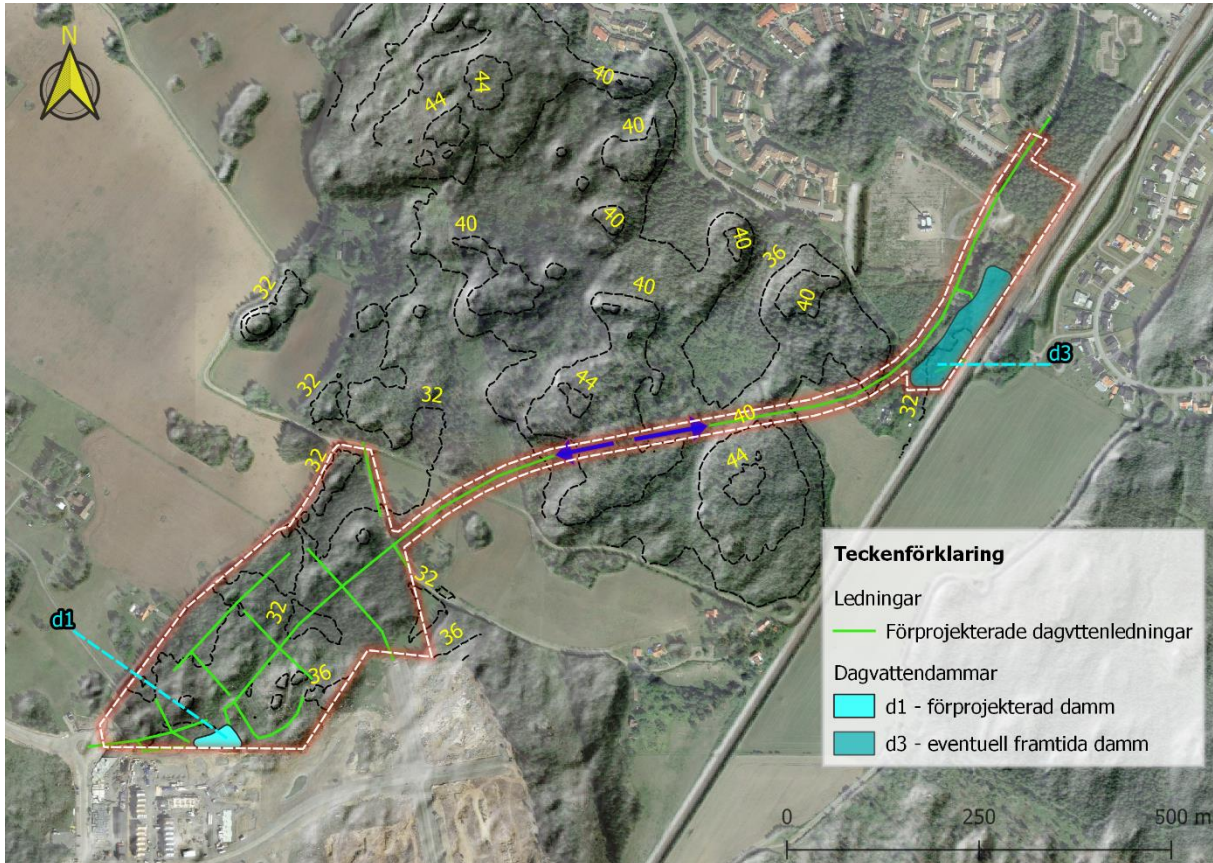 N
40
44
44
40
40
40
40
36
32
40
40
44
32
32
40
32
44
32
d3
32
32
d1
36
36
Teckenförklaring
Ledningar
Förprojekterade dagvttenledningar
Dagvattendammar
d1 - förprojekterad damm
d3 - eventuell framtida damm
0 250 500 m